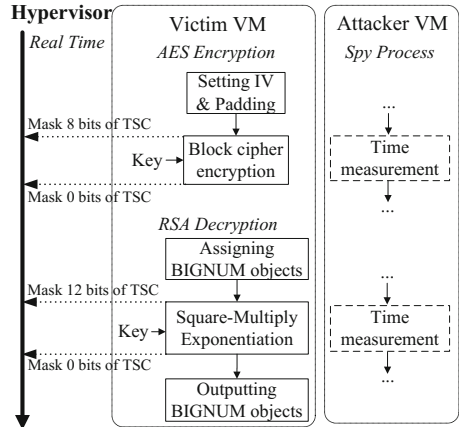 Hypervisor
Real Time
Victim VM
AES Encryption
Setting IV
& Padding
Mask 8 bits of TSC
Key
Block cipher
encryption
Mask 0 bits of TSC
RSA Decryption
Assigning
BIGNUM objects
Mask 12 bits of TSC
Key
Square-Multiply
Exponentiation
Mask 0 bits of TSC
Outputting
BIGNUM objects
Attacker VM
Spy Process
...
Time
measurement
...
...
Time
measurement
...